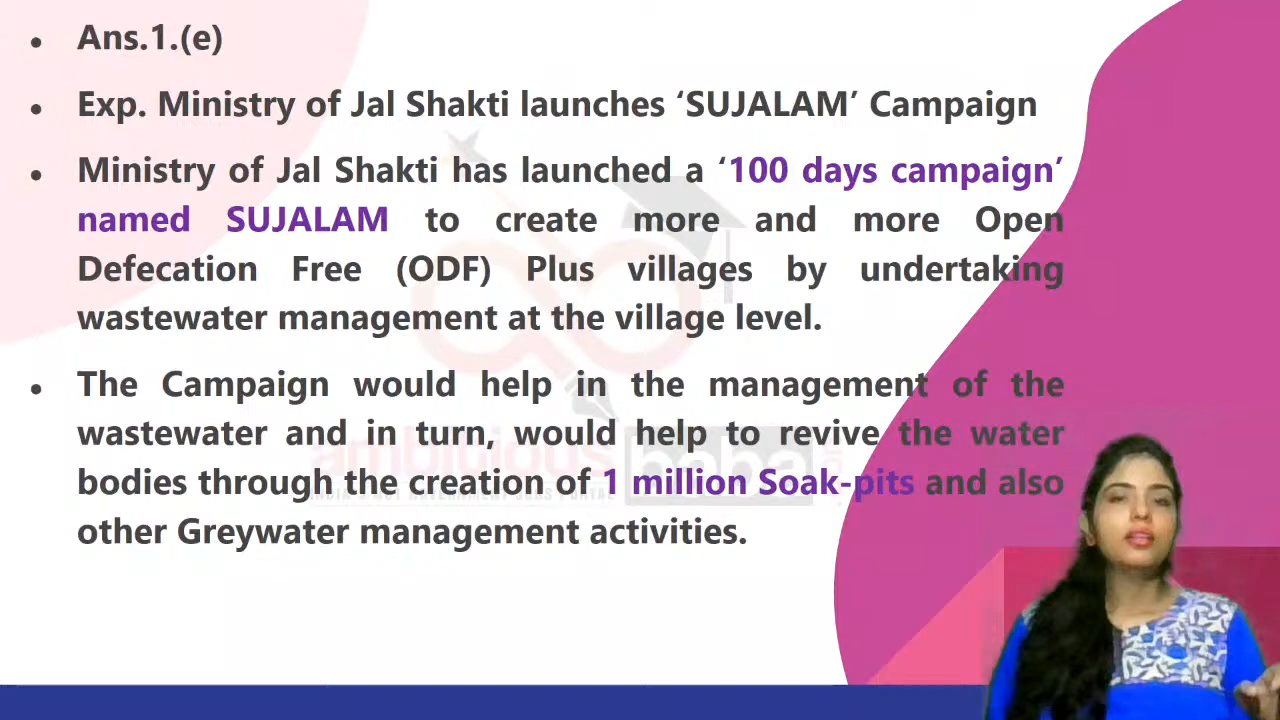 Ans.1.(e)
Exp. Ministry of Jal Shakti launches ‘SUJALAM’ Campaign
Ministry of Jal Shakti has launched a ‘100 days campaign’
named SUJALAM to create more and more Open
Defecation Free (ODF) Plus villages by undertaking
wastewater management at the village level.
The Campaign would help in the management of the
wastewater and in turn, would help to revive the water
bodies through the creation of 1 million Soak-pits and also
other Greywater management activities.
ambitious baba